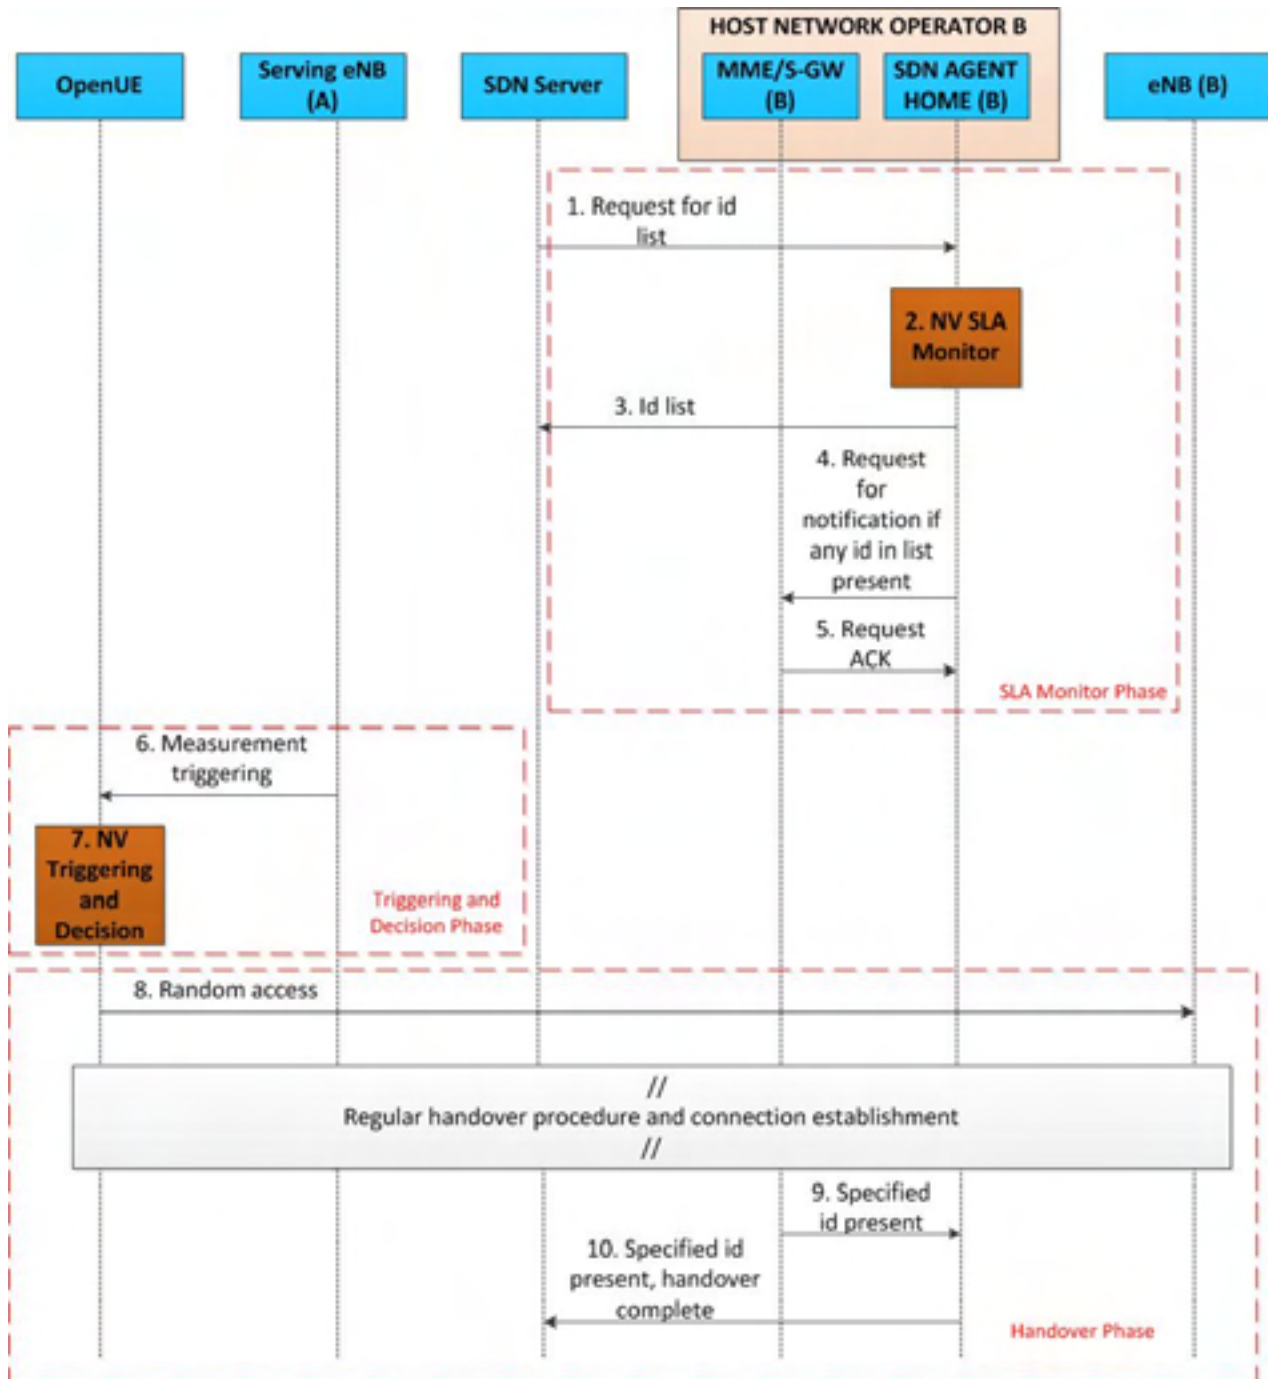 HOST NETWORK OPERATOR B
OpenUE
Serving eNB
(A)
SDN Server
MME/S-GW
(B)
SDN AGENT
HOME (B)
eNB (B)
1. Request for id
list
2. NV SLA
Monitor
3. Id list
4. Request
for
notification if
any id in list
present
5. Request
ACK
SLA Monitor Phase
6. Measurement
triggering
7. NV
Triggering
and
Decision
Triggering and
Decision Phase
8. Random access
//
Regular handover procedure and connection establishment
//
9. Specified
id present
10. Specified id
present, handover
complete
Handover Phase